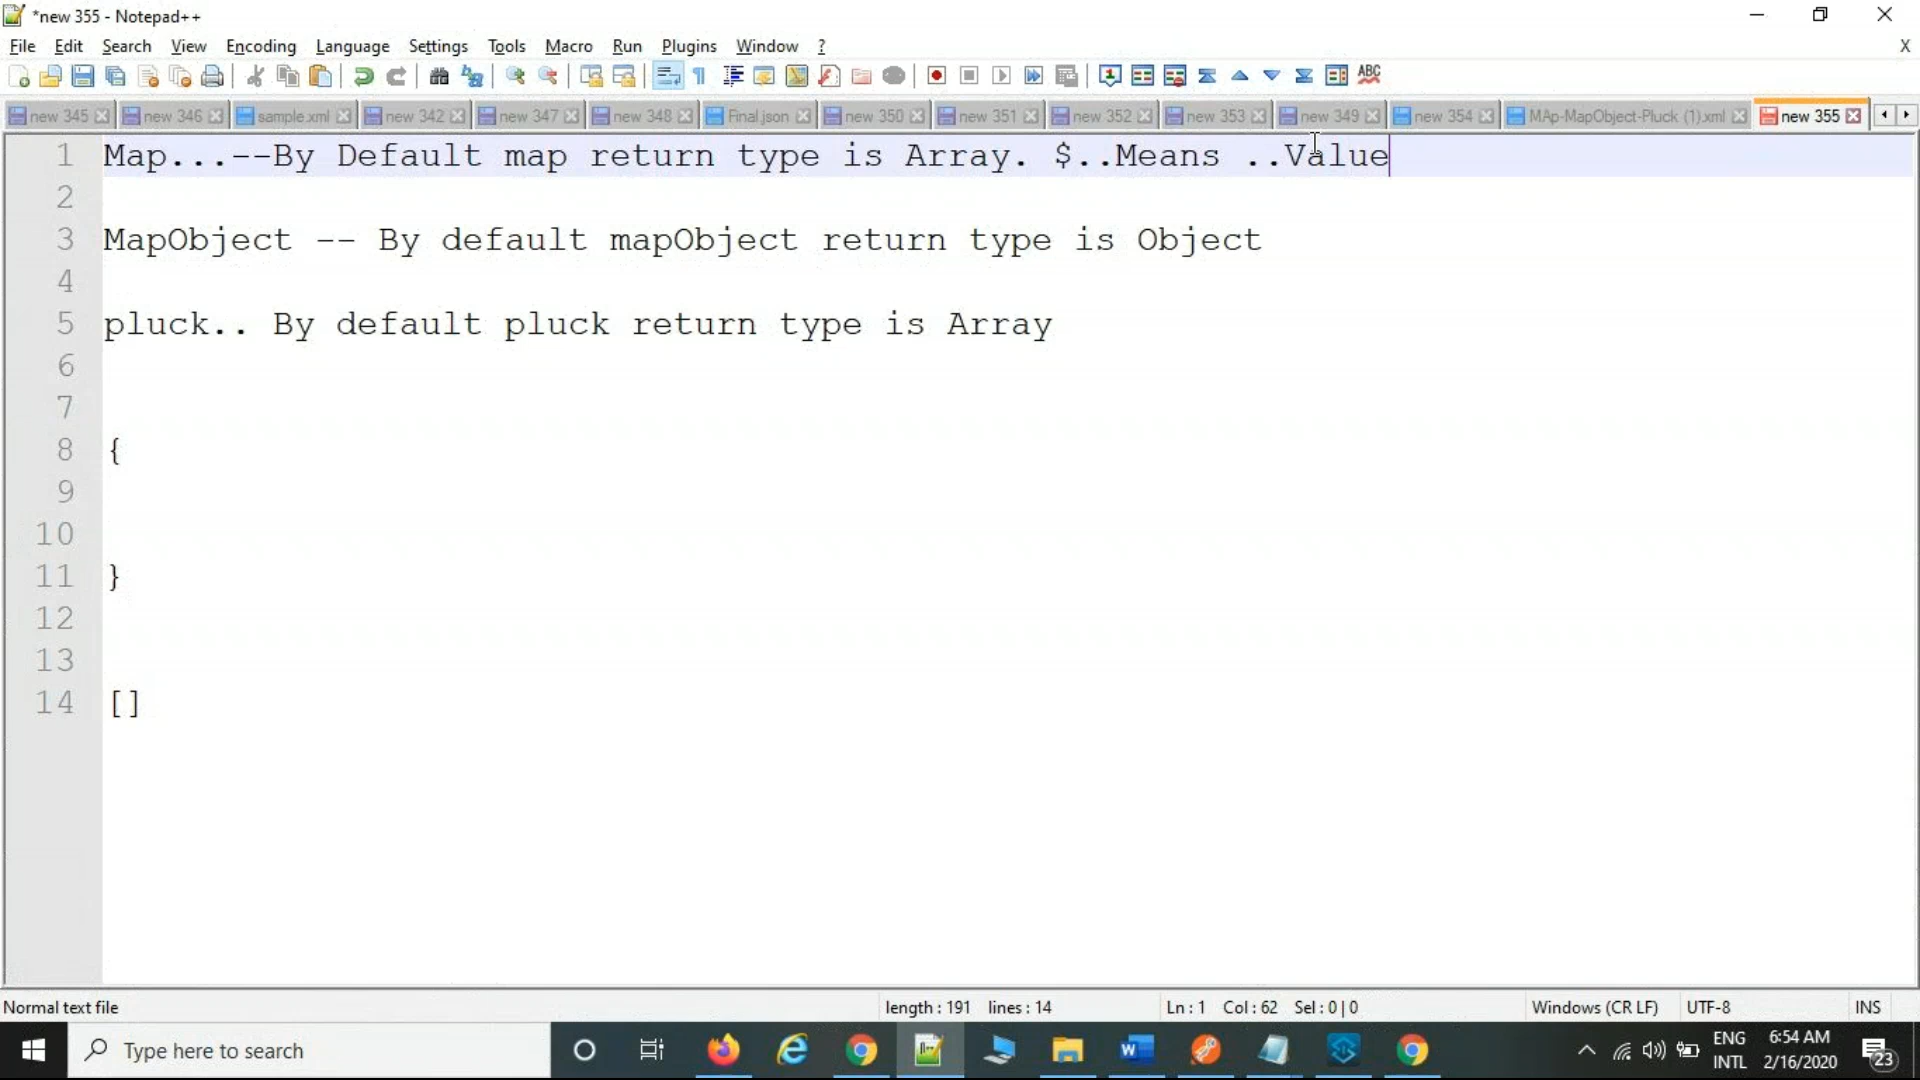 *new 355 - Notepad++
File Edit Search View Encoding Language Settings Tools Macro Run Plugins Window ?
X
new 345 new 346 sample.xml new 342 new 347 new 348 Final.json new 350 new 351 new 352 new 353 new 349 new 354 MAp-MapObject-Pluck (1).xml new 355
1 Map...--By Default map return type is Array. $..Means ..Value
2
3 MapObject -- By default mapObject return type is Object
4
5 pluck.. By default pluck return type is Array
6
7
8 {
9
10
11 }
12
13
14 []
Normal text file length : 191 lines : 14 Ln : 1 Col : 62 Sel : 0 | 0 Windows (CR LF) UTF-8 INS
Type here to search
ENG 6:54 AM
INTL 2/16/2020 23